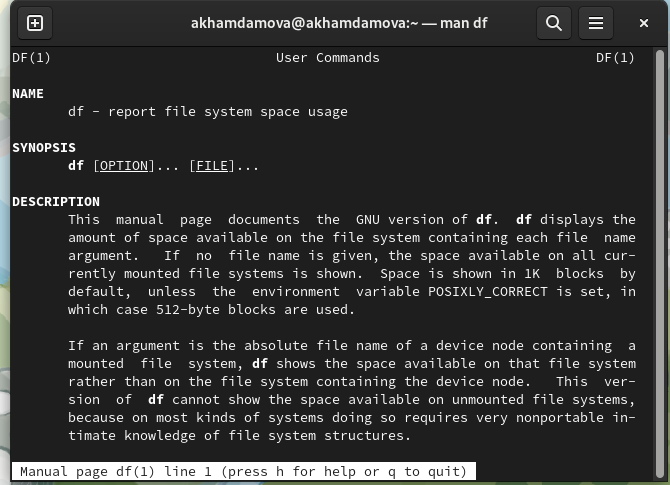 akhamdamova@akhamdamova:~ — man df
DF(1) User Commands DF(1)
NAME
df - report file system space usage
SYNOPSIS
df [OPTION]... [FILE]...
DESCRIPTION
This manual page documents the GNU version of df. df displays the
amount of space available on the file system containing each file name
argument. If no file name is given, the space available on all cur-
rently mounted file systems is shown. Space is shown in 1K blocks by
default, unless the environment variable POSIXLY_CORRECT is set, in
which case 512-byte blocks are used.
If an argument is the absolute file name of a device node containing a
mounted file system, df shows the space available on that file system
rather than on the file system containing the device node. This ver-
sion of df cannot show the space available on unmounted file systems,
because on most kinds of systems doing so requires very nonportable in-
timate knowledge of file system structures.
Manual page df(1) line 1 (press h for help or q to quit)